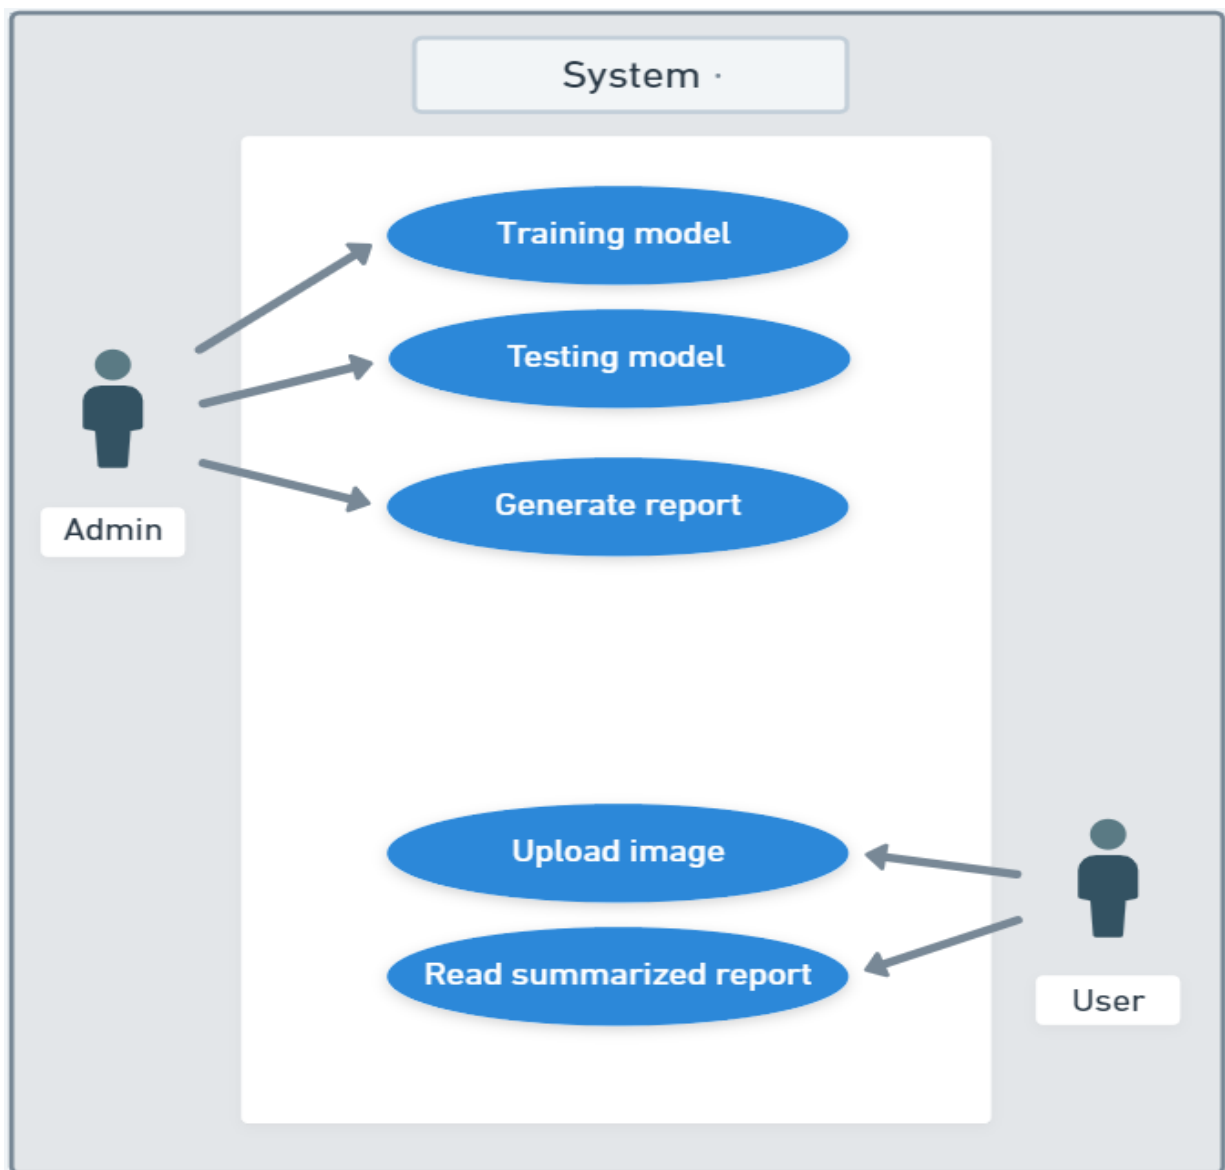 System ·
Training model
Testing model
Generate report
Admin
Upload image
Read summarized report
User